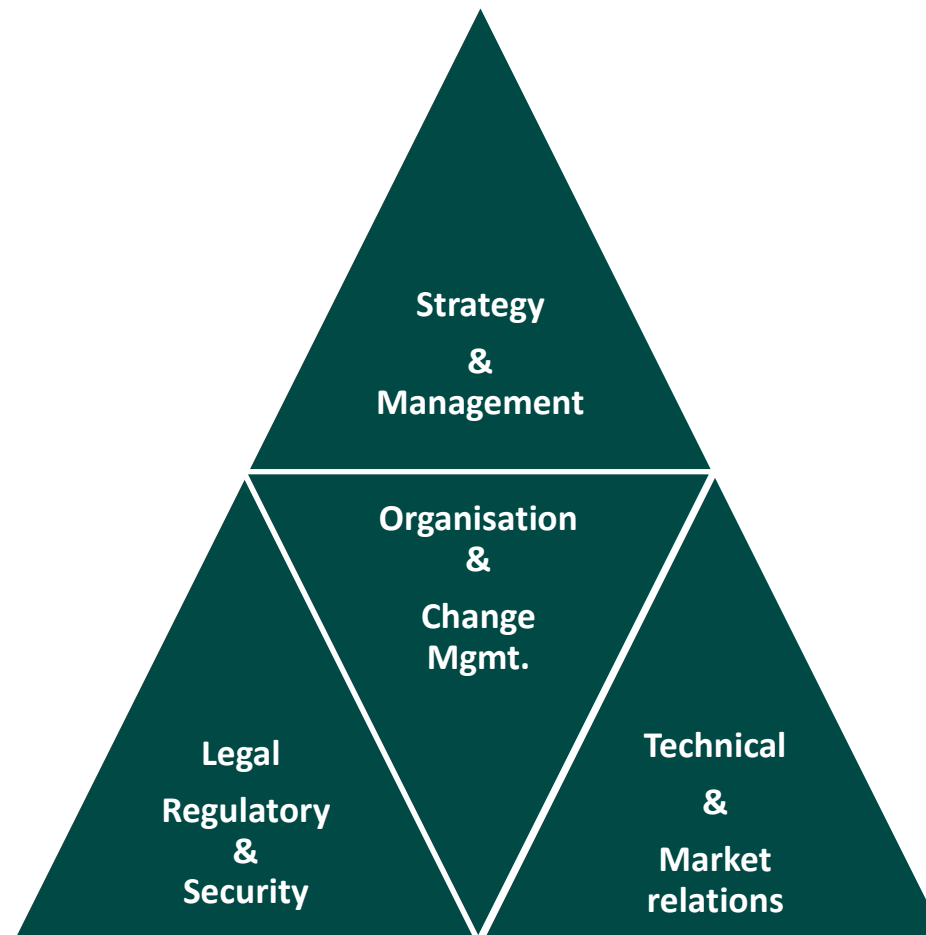 Strategy
&
Management
Organisation
&
Change
Mgmt.
Legal
Regulatory
&
Security
Technical
&
Market
relations